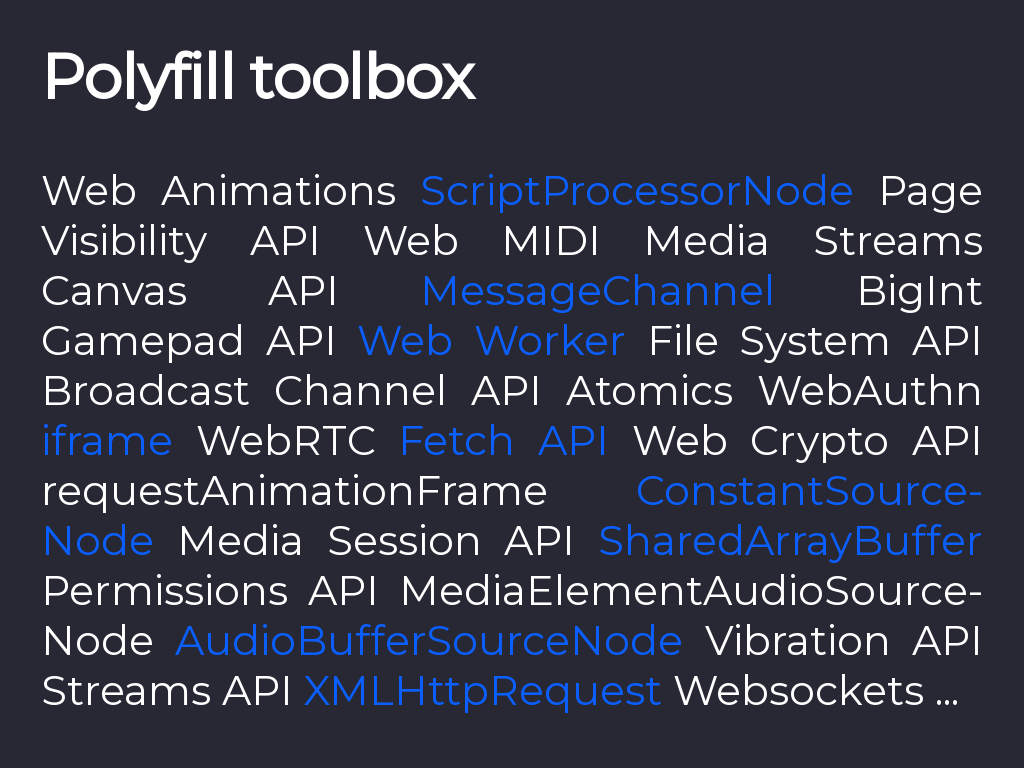 Polyfill toolbox
Web Animations ScriptProcessorNode Page
Visibility API Web MIDI Media Streams
Canvas API MessageChannel BigInt
Gamepad API Web Worker File System API
Broadcast Channel API Atomics WebAuthn
iframe WebRTC Fetch API Web Crypto API
requestAnimationFrame ConstantSource-
Node Media Session API SharedArrayBuffer
Permissions API MediaElementAudioSource-
Node AudioBufferSourceNode Vibration API
Streams API XMLHttpRequest Websockets ...